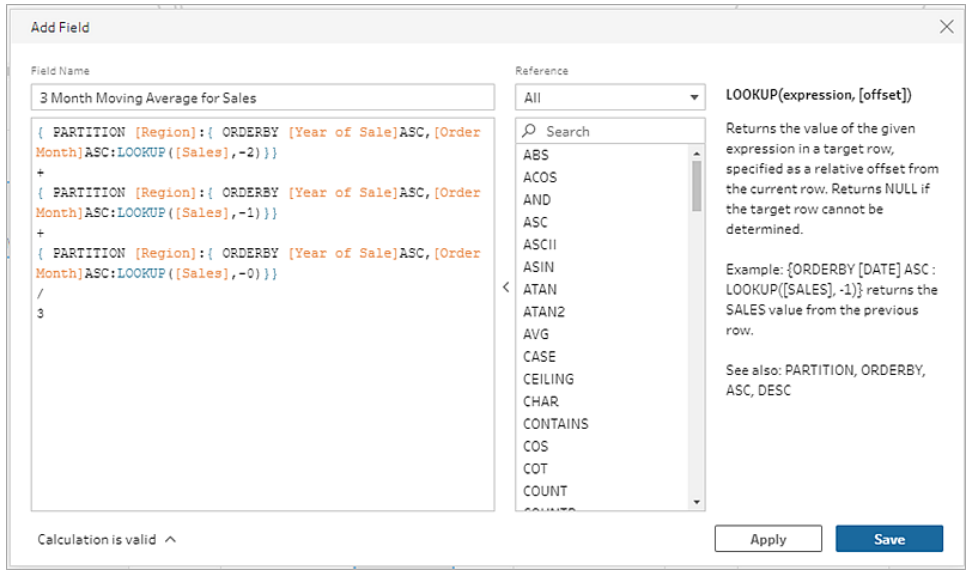 Add Field
Field Name
3 Month Moving Average for Sales
{ PARTITION [Region]:{ ORDERBY [Year of Sale]ASC,[Order
Month]ASC:LOOKUP([Sales],-2)}}
+
{ PARTITION [Region]:{ ORDERBY [Year of Sale]ASC,[Order
Month]ASC:LOOKUP([Sales],-1)}}
+
{ PARTITION [Region]:{ ORDERBY [Year of Sale]ASC,[Order
Month]ASC:LOOKUP([Sales],-0)}}
/
3
Reference
All
Search
ABS
ACOS
AND
ASC
ASCII
ASIN
ATAN
ATAN2
AVG
CASE
CEILING
CHAR
CONTAINS
COS
COT
COUNT
COUNTD
LOOKUP(expression, [offset])
Returns the value of the given
expression in a target row,
specified as a relative offset from
the current row. Returns NULL if
the target row cannot be
determined.
Example: {ORDERBY [DATE] ASC :
LOOKUP([SALES], -1)} returns the
SALES value from the previous
row.
See also: PARTITION, ORDERBY,
ASC, DESC
Calculation is valid
Apply
Save